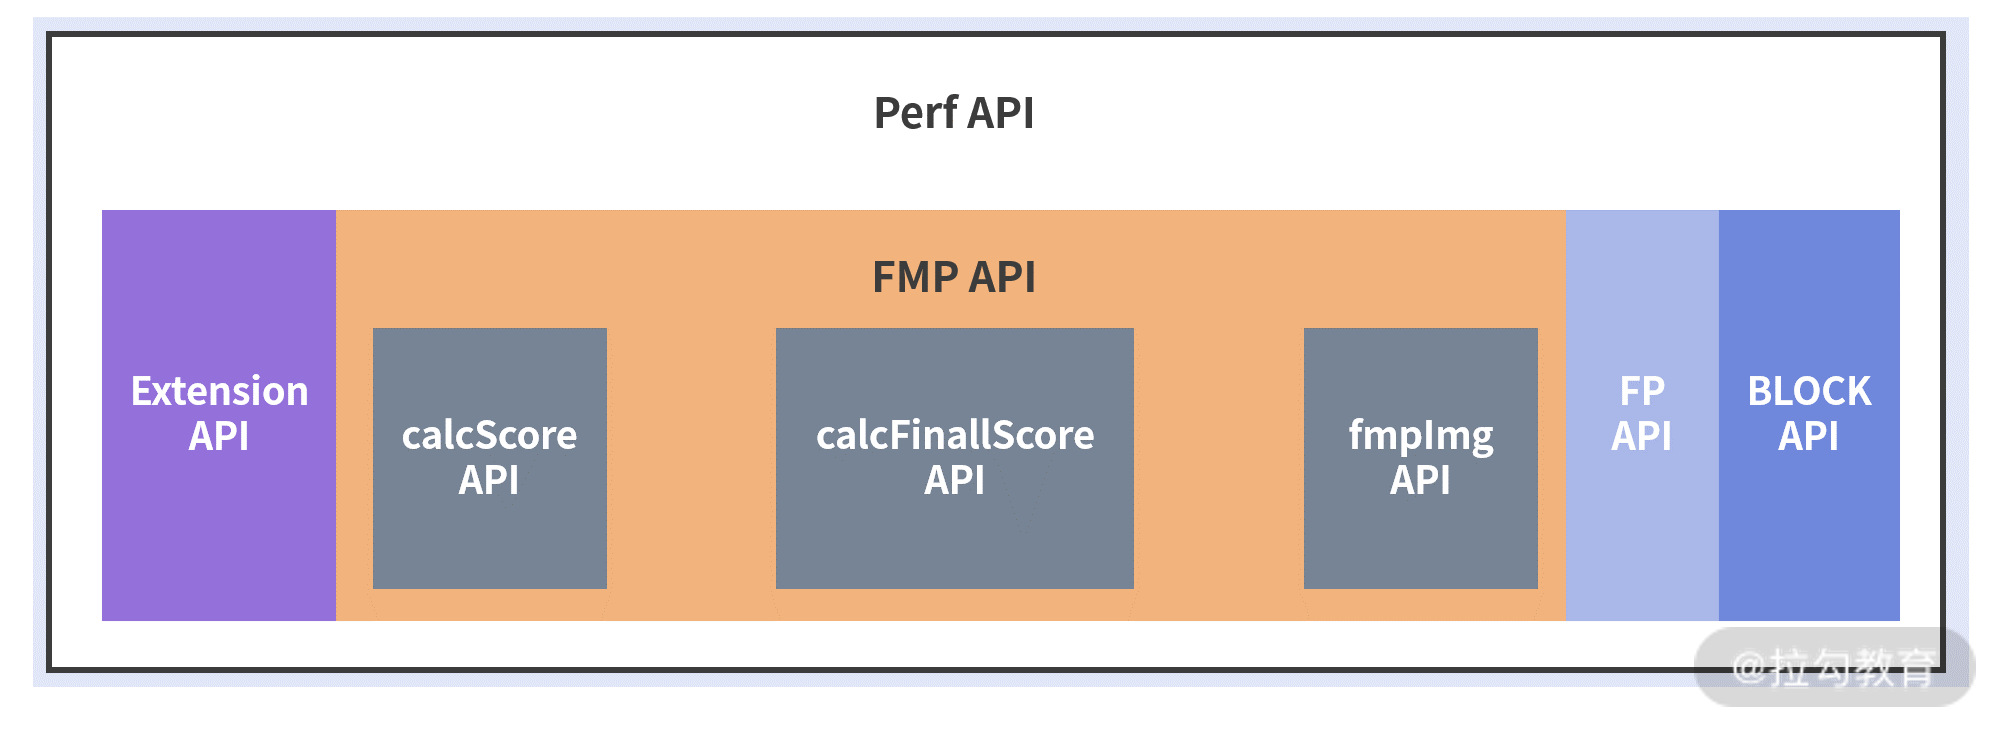 Perf API
FMP API
Extension
API
calcScore
API
calcFinallScore
API
fmpImg
API
FP
API
BLOCK
API
@拉勾教育